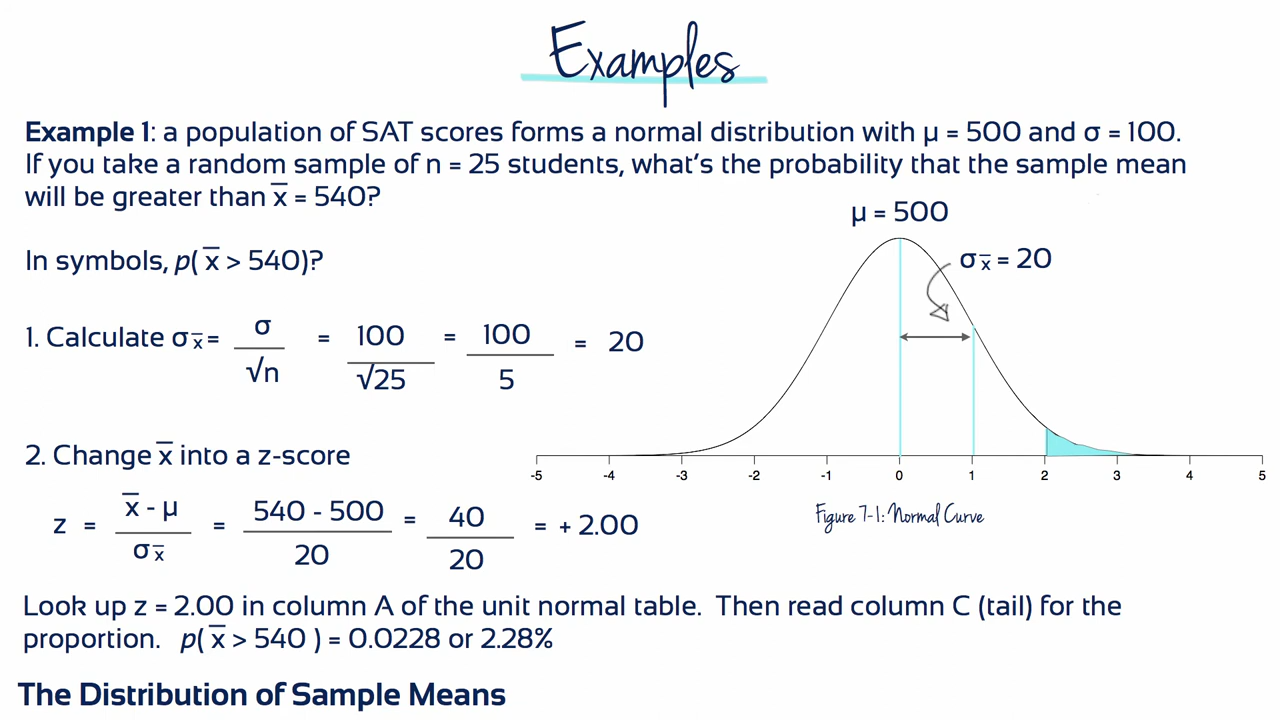 Examples
Example 1: a population of SAT scores forms a normal distribution with μ = 500 and σ = 100.
If you take a random sample of n = 25 students, what's the probability that the sample mean
will be greater than x̅ = 540?
μ = 500
In symbols, p( x̅ > 540)?
σx̅ = 20
1. Calculate σx̅ = σ / √n = 100 / √25 = 100 / 5 = 20
2. Change x̅ into a z-score
-5 -4 -3 -2 -1 0 1 2 3 4 5
Figure 7-1: Normal Curve
z = x̅ - μ / σx̅ = 540 - 500 / 20 = 40 / 20 = + 2.00
Look up z = 2.00 in column A of the unit normal table. Then read column C (tail) for the
proportion. p( x̅ > 540 ) = 0.0228 or 2.28%
The Distribution of Sample Means